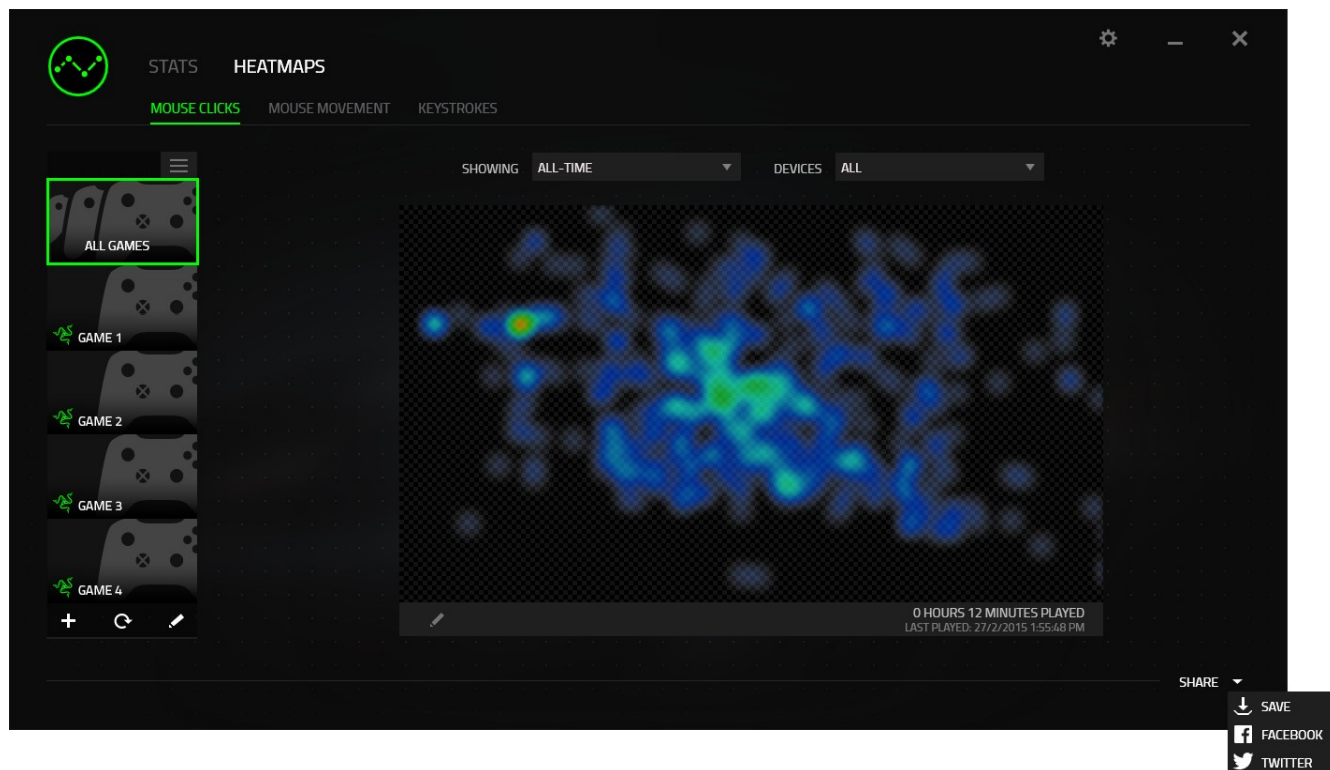 STATS HEATMAPS
MOUSE CLICKS MOUSE MOVEMENT KEYSTROKES
SHOWING ALL-TIME DEVICES ALL
ALL GAMES
GAME 1
GAME 2
GAME 3
GAME 4
0 HOURS 12 MINUTES PLAYED
LAST PLAYED: 27/2/2015 1:55:48 PM
SHARE
SAVE
FACEBOOK
TWITTER